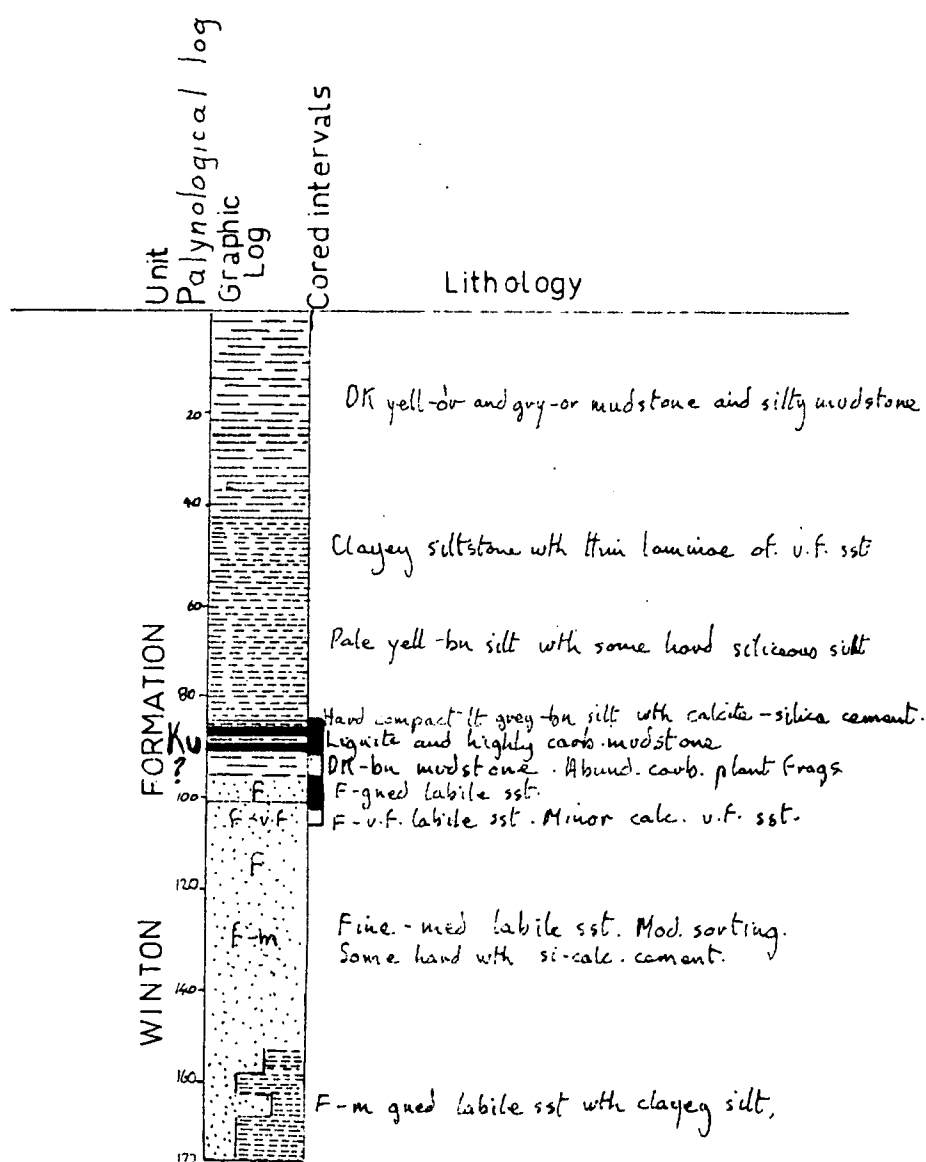 Unit
Palynological log
Graphic
Log
Cored intervals
Lithology
DK yell-or and gry-or mudstone and silty mudstone
20
40
Clayey siltstone wth thin laminae of v.f. sst
60
Pale yell-bn silt wth some hard siliceous silt
80
Hard compact lt grey-bn silt wth calcite-silica cement.
Lignite and highly carb. mudstone
DK-bn mudstone. Abund. carb. plant frags
F-gned labile sst.
F-v.f. labile sst. Minor calc. v.f. sst.
FORMATION
Ku
?
F
100
F-v.f
F
120
F-m
Fine-med labile sst. Mod. sorting.
Some hard wth si-calc. cement.
WINTON
140
160
F-m gned labile sst wth clayey silt,